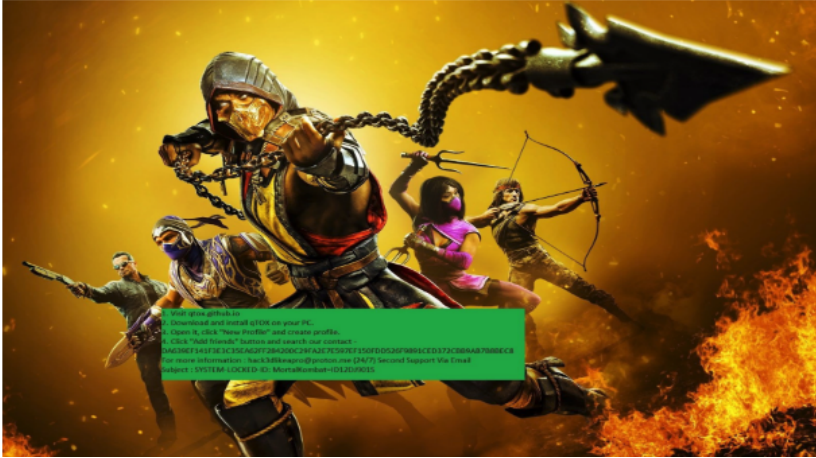 1. Visit qtox.github.io
2. Download and install qTOX on your PC.
3. Open it, click "New Profile" and create profile.
4. Click "Add friends" button and search our contact -
For more information : hack3dlikeapro@proton.me (24/7) Second Support Via Email
Subject : SYSTEM-LOCKED-ID: MortalKombat=